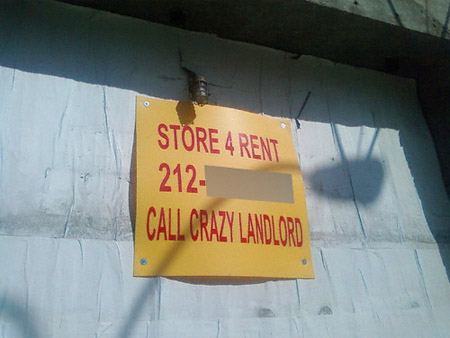 STORE 4 RENT
212-
CALL CRAZY LANDLORD